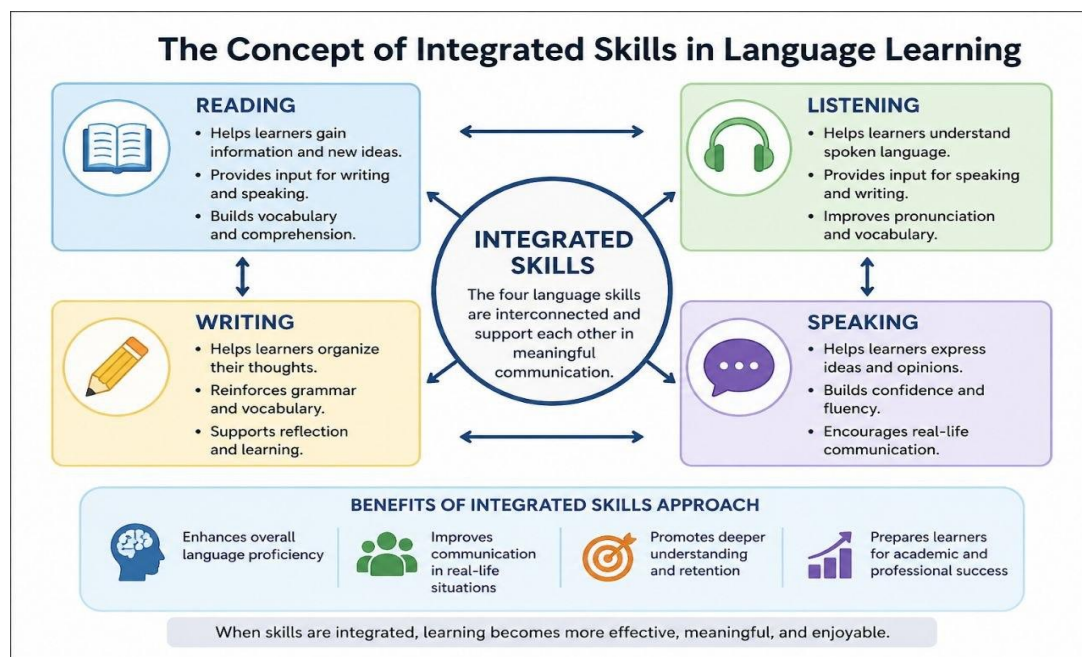 The Concept of Integrated Skills in Language Learning
READING
• Helps learners gain
information and new ideas.
• Provides input for writing
and speaking.
• Builds vocabulary
and comprehension.
LISTENING
• Helps learners understand
spoken language.
• Provides input for speaking
and writing.
• Improves pronunciation
and vocabulary.
INTEGRATED
SKILLS
The four language skills
are interconnected and
support each other in
meaningful
communication.
WRITING
• Helps learners organize
their thoughts.
• Reinforces grammar
and vocabulary.
• Supports reflection
and learning.
SPEAKING
• Helps learners express
ideas and opinions.
• Builds confidence and
fluency.
• Encourages real-life
communication.
BENEFITS OF INTEGRATED SKILLS APPROACH
Enhances overall
language proficiency
Improves
communication
in real-life
situations
Promotes deeper
understanding
and retention
Prepares learners
for academic and
professional success
When skills are integrated, learning becomes more effective, meaningful, and enjoyable.